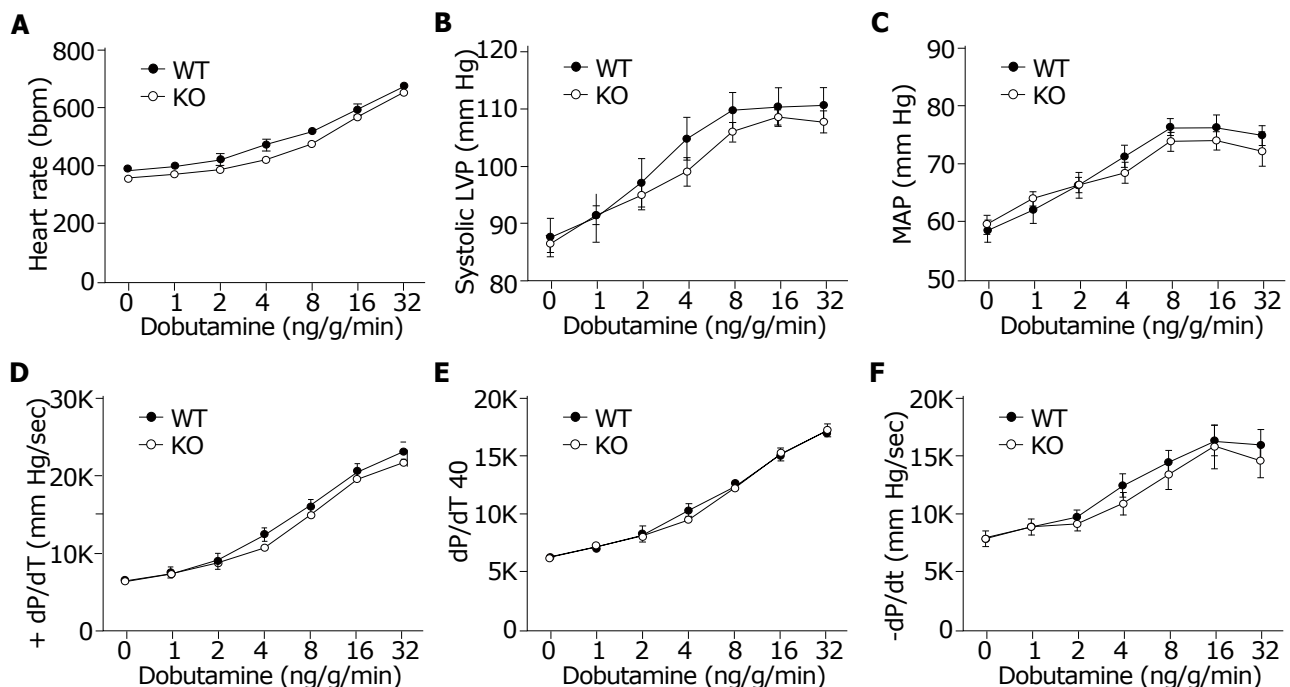 A
Heart rate (bpm)
800
600
400
200
0
WT
KO
0 1 2 4 8 16 32
Dobutamine (ng/g/min)
B
Systolic LVP (mm Hg)
120
110
100
90
80
WT
KO
0 1 2 4 8 16 32
Dobutamine (ng/g/min)
C
MAP (mm Hg)
90
80
70
60
50
WT
KO
0 1 2 4 8 16 32
Dobutamine (ng/g/min)
D
+ dP/dT (mm Hg/sec)
30K
20K
10K
0
WT
KO
0 1 2 4 8 16 32
Dobutamine (ng/g/min)
E
dP/dT 40
20K
15K
10K
5K
0
WT
KO
0 1 2 4 8 16 32
Dobutamine (ng/g/min)
F
-dP/dt (mm Hg/sec)
20K
15K
10K
5K
0
WT
KO
0 1 2 4 8 16 32
Dobutamine (ng/g/min)